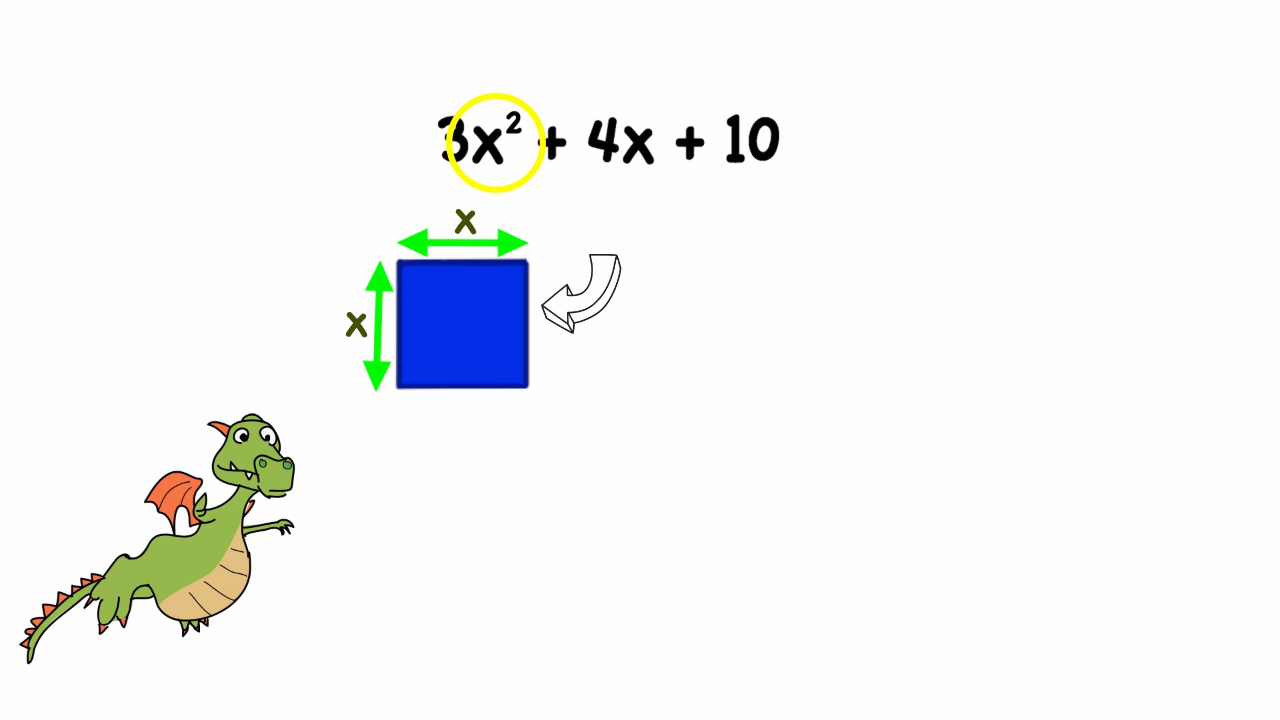 3x² + 4x + 10
x
x